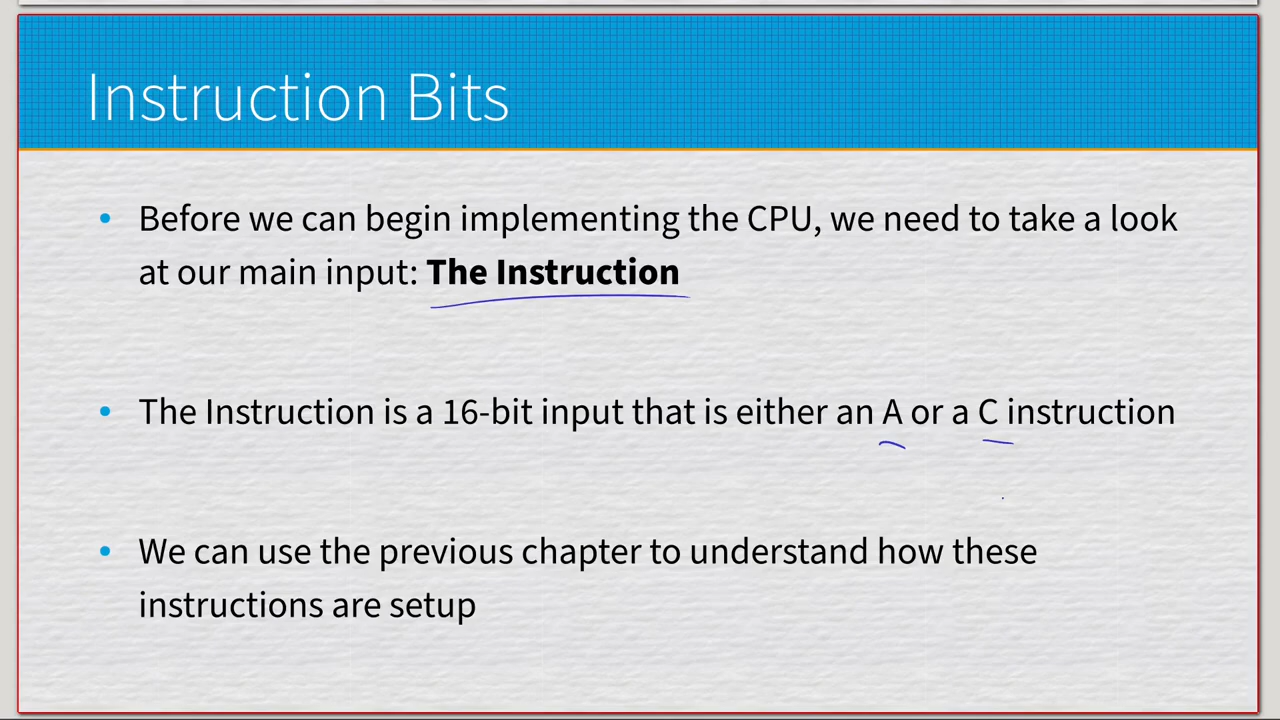 Instruction Bits
• Before we can begin implementing the CPU, we need to take a look
at our main input: The Instruction
• The Instruction is a 16-bit input that is either an A or a C instruction
• We can use the previous chapter to understand how these
instructions are setup